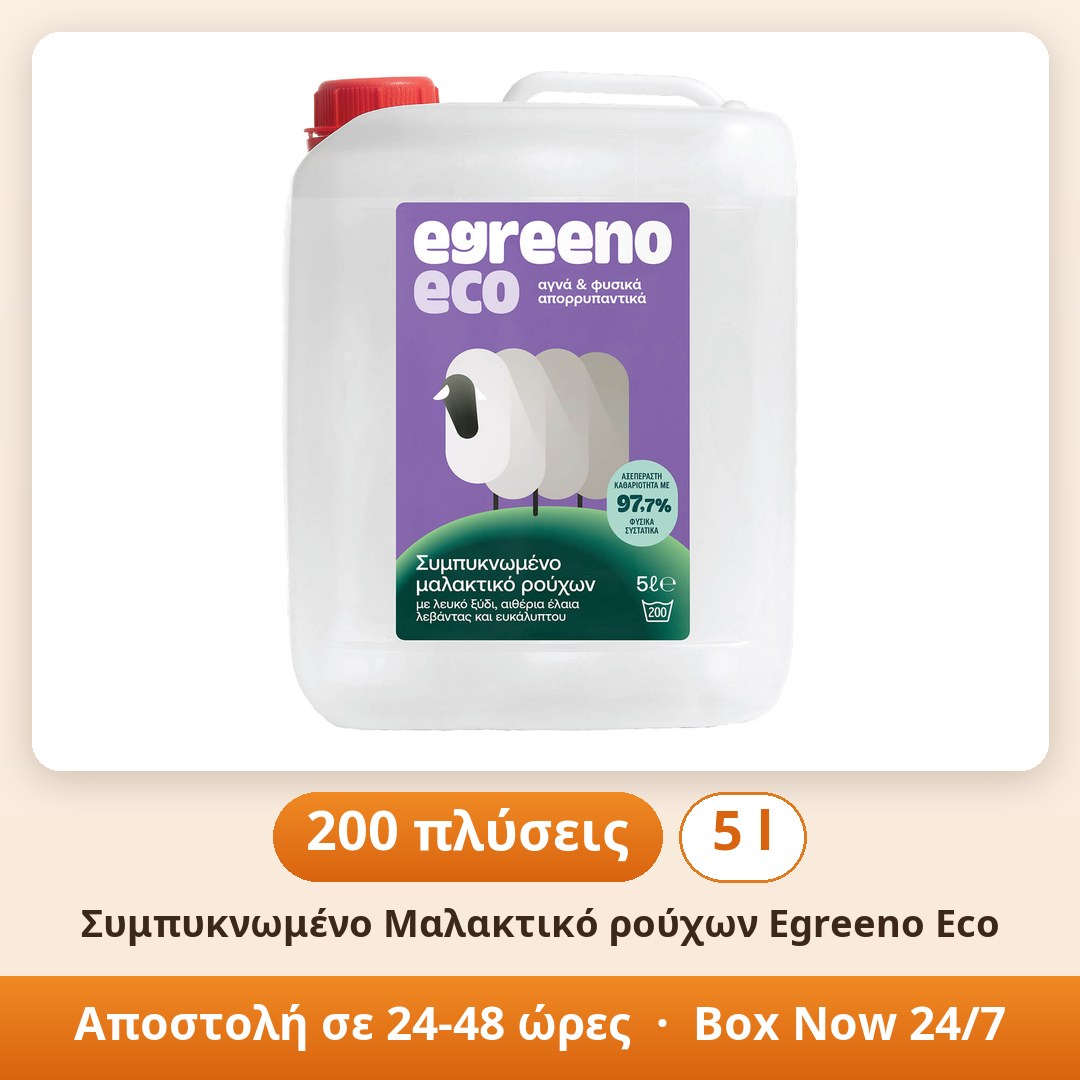 egreeno
eco
αγνά & φυσικά
απορρυπαντικά
ΑΞΕΠΕΡΑΣΤΗ
ΚΑΘΑΡΙΟΤΗΤΑ ΜΕ
97,7%
ΦΥΣΙΚΑ
ΣΥΣΤΑΤΙΚΑ
Συμπυκνωμένο
μαλακτικό ρούχων
με λευκό ξύδι, αιθέρια έλαια
λεβάντας και ευκάλυπτου
5ℓ℮
200
200 πλύσεις
5 l
Συμπυκνωμένο Μαλακτικό ρούχων Egreeno Eco
Αποστολή σε 24-48 ώρες · Box Now 24/7